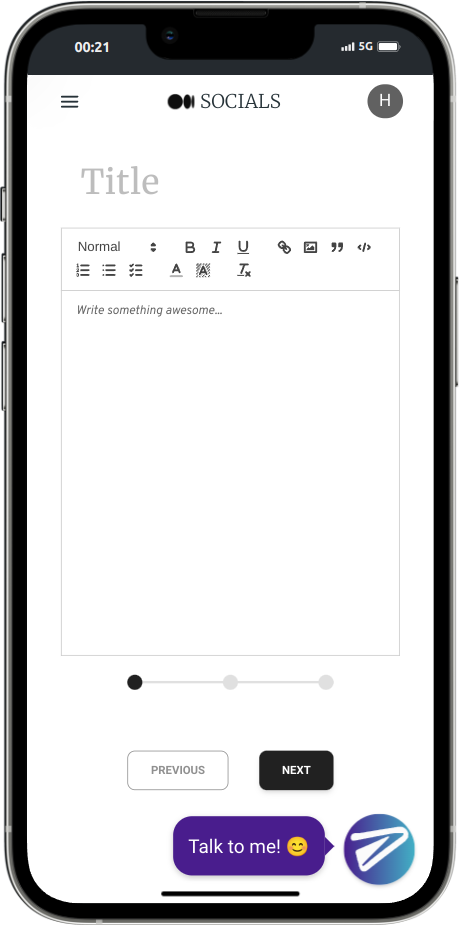 00:21 5G
SOCIALS H
Title
Normal B I U
Write something awesome...
PREVIOUS NEXT
Talk to me! 😊